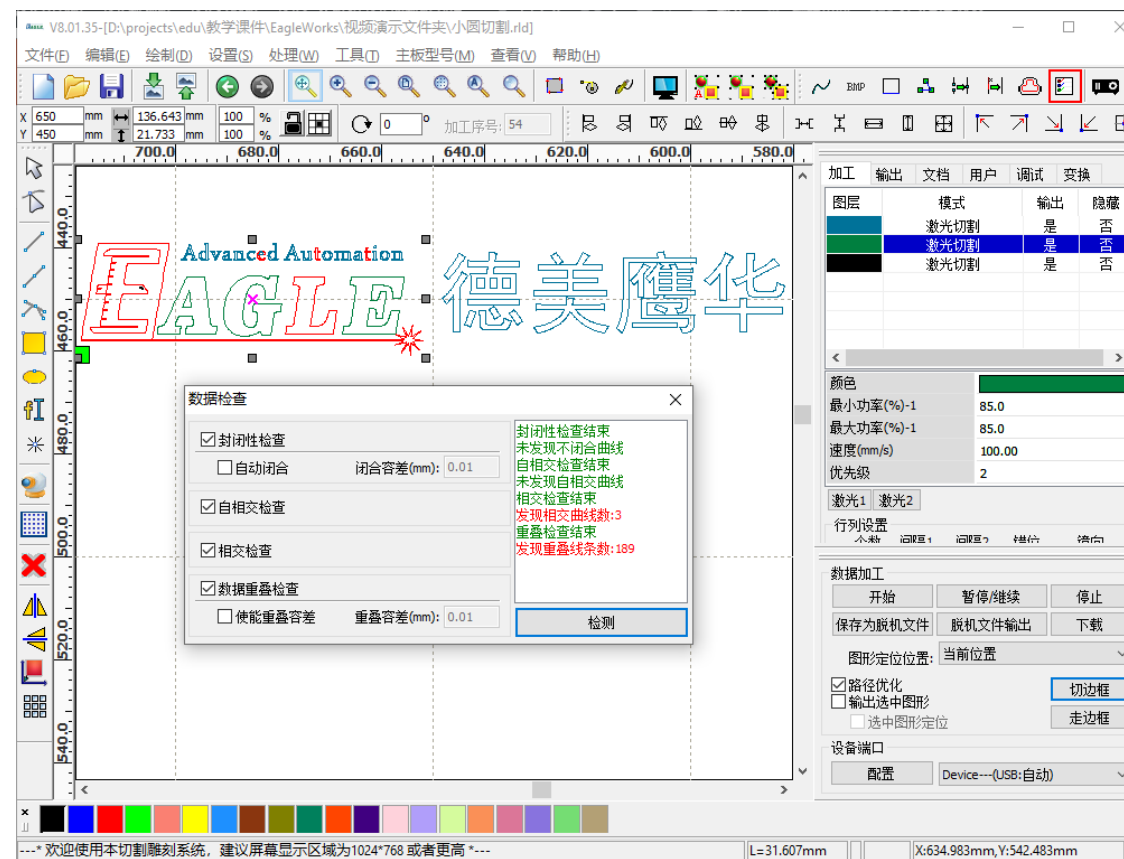 V8.01.35-[D:\projects\edu\教学课件\EagleWorks\视频演示文件夹\小圆切割.rld]
文件(F) 编辑(E) 绘制(D) 设置(S) 处理(W) 工具(T) 主板型号(M) 查看(V) 帮助(H)
BMP
X 650 mm 136.643 mm 100 %
Y 450 mm 21.733 mm 100 %
0 ° 加工序号: 54
700.0 680.0 660.0 640.0 620.0 600.0 580.0
440.0
460.0
480.0
500.0
520.0
540.0
Advanced Automation
EAGLE
德美鹰华
数据检查
封闭性检查
自动闭合 闭合容差(mm): 0.01
自相交检查
相交检查
数据重叠检查
使能重叠容差 重叠容差(mm): 0.01
封闭性检查结束
未发现不闭合曲线
自相交检查结束
未发现自相交曲线
相交检查结束
发现相交曲线数:3
重叠检查结束
发现重叠线条数:189
检测
加工 输出 文档 用户 调试 变换
图层 模式 输出 隐藏
激光切割 是 否
激光切割 是 否
激光切割 是 否
颜色
最小功率(%)-1 85.0
最大功率(%)-1 85.0
速度(mm/s) 100.00
优先级 2
激光1 激光2
行列设置
个数 间隔1 间隔2 错位 镜向
数据加工
开始 暂停/继续 停止
保存为脱机文件 脱机文件输出 下载
图形定位位置: 当前位置
路径优化
输出选中图形
选中图形定位
切边框
走边框
设备端口
配置 Device---(USB:自动)
---* 欢迎使用本切割雕刻系统，建议屏幕显示区域为1024*768 或者更高 *---
L=31.607mm
X:634.983mm,Y:542.483mm